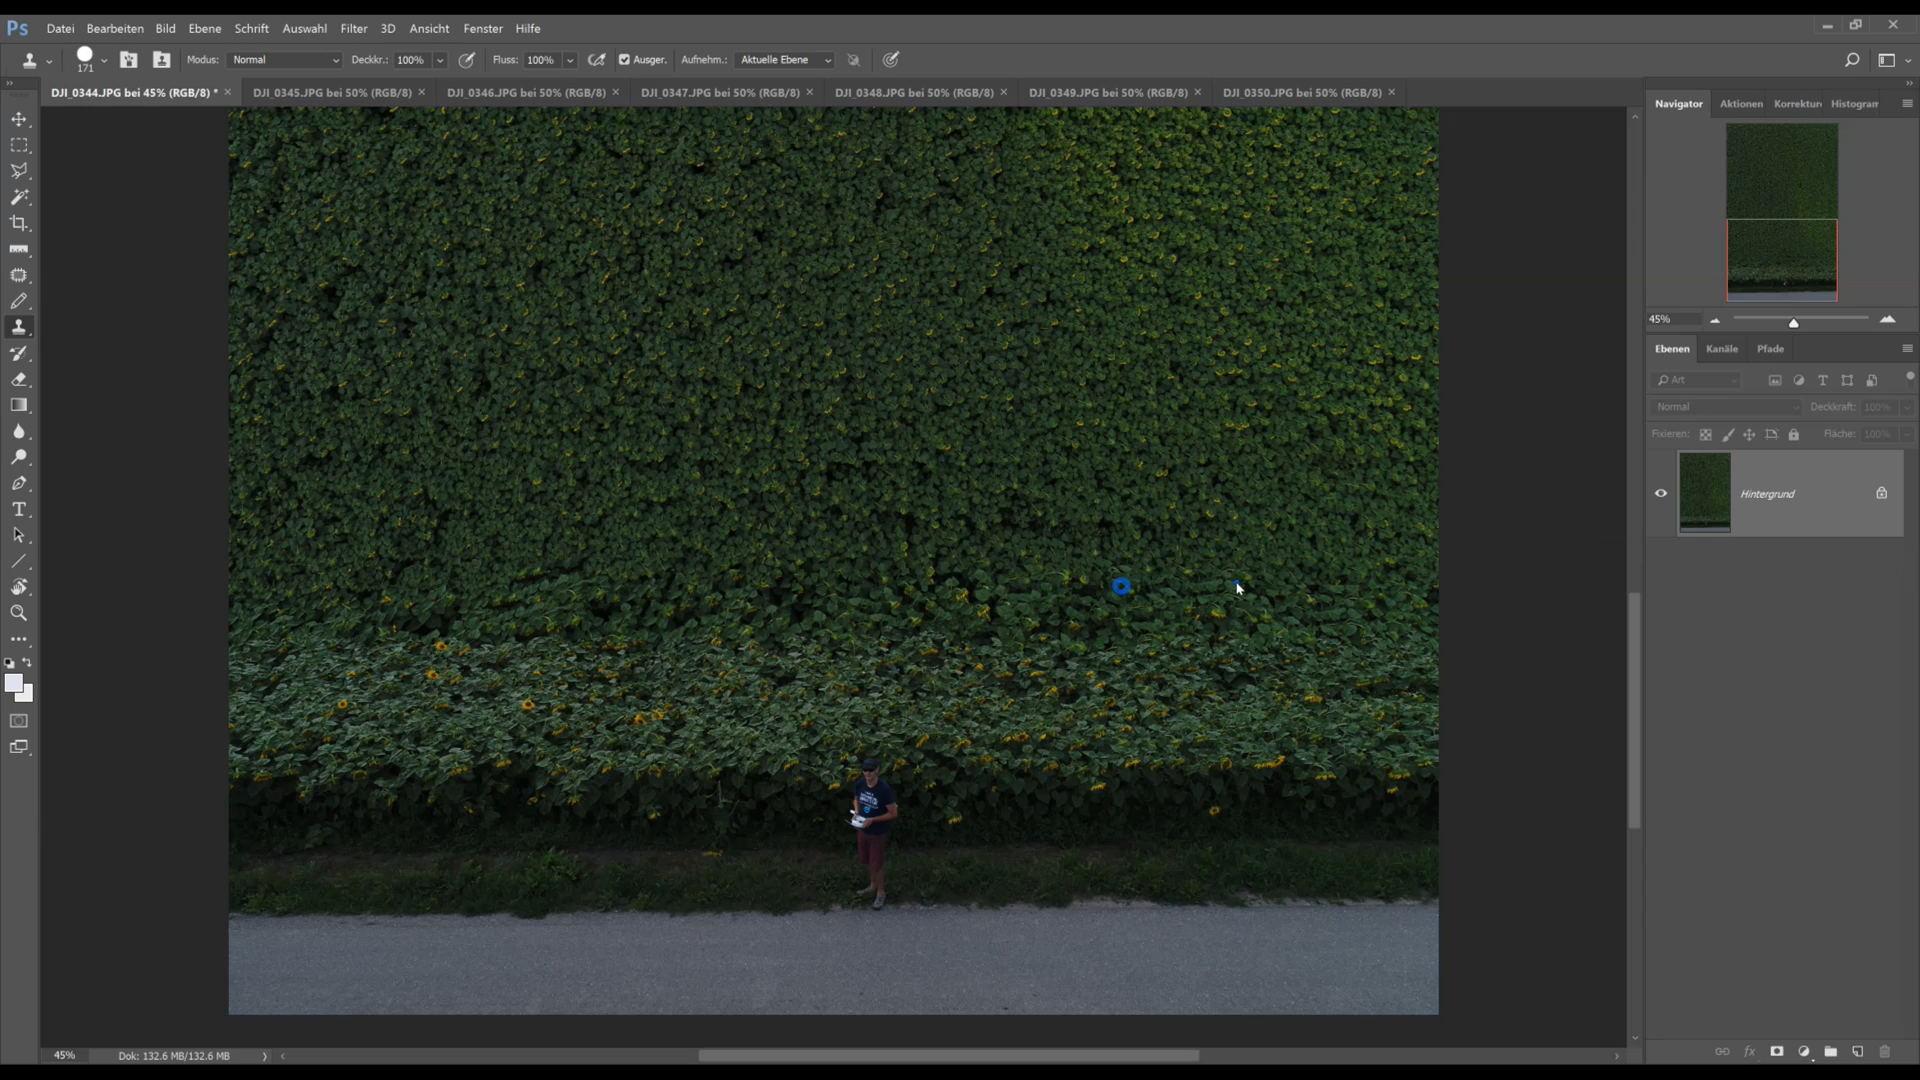 Ps Datei Bearbeiten Bild Ebene Schrift Auswahl Filter 3D Ansicht Fenster Hilfe
171 Modus: Normal Deckkr.: 100% Fluss: 100% Ausger. Aufnehm.: Aktuelle Ebene
DJI_0344.JPG bei 45% (RGB/8) * DJI_0345.JPG bei 50% (RGB/8) DJI_0346.JPG bei 50% (RGB/8) DJI_0347.JPG bei 50% (RGB/8) DJI_0348.JPG bei 50% (RGB/8) DJI_0349.JPG bei 50% (RGB/8) DJI_0350.JPG bei 50% (RGB/8)
Navigator Aktionen Korrektur Histogram
45%
Ebenen Kanäle Pfade
Art
Normal Deckkraft: 100%
Fixieren: Fläche: 100%
Hintergrund
fx
45% Dok: 132.6 MB/132.6 MB